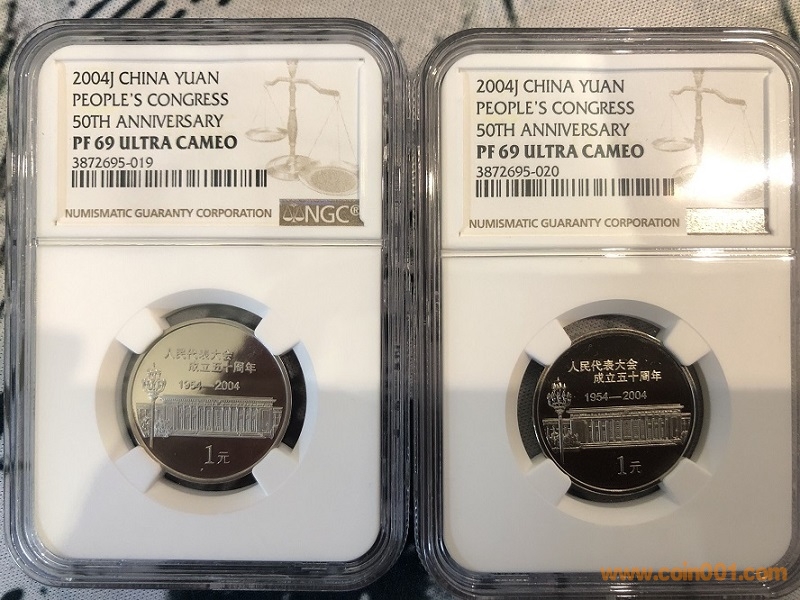 2004J CHINA YUAN
PEOPLE'S CONGRESS
50TH ANNIVERSARY
PF 69 ULTRA CAMEO
3872695-019
NUMISMATIC GUARANTY CORPORATION
NGC®
人民代表大会
成立五十周年
1954—2004
1元
2004J CHINA YUAN
PEOPLE'S CONGRESS
50TH ANNIVERSARY
PF 69 ULTRA CAMEO
3872695-020
NUMISMATIC GUARANTY CORPORATION
人民代表大会
成立五十周年
1954—2004
1元
www.coin001.com